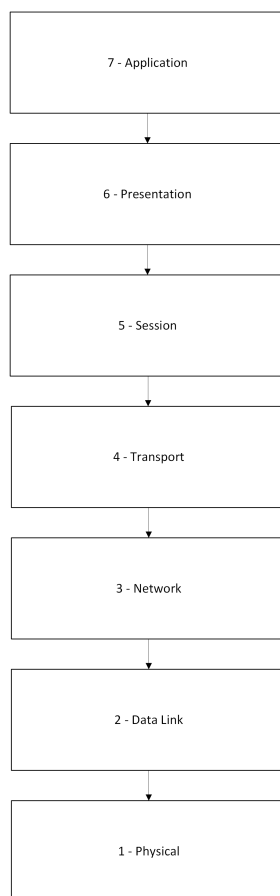 7 - Application
6 - Presentation
5 - Session
4 - Transport
3 - Network
2 - Data Link
1 - Physical